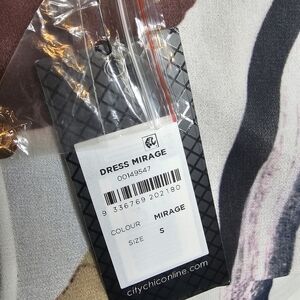 DRESS MIRAGE
00149547
9 336769 202180
COLOUR MIRAGE
SIZE S
citychiconline.com